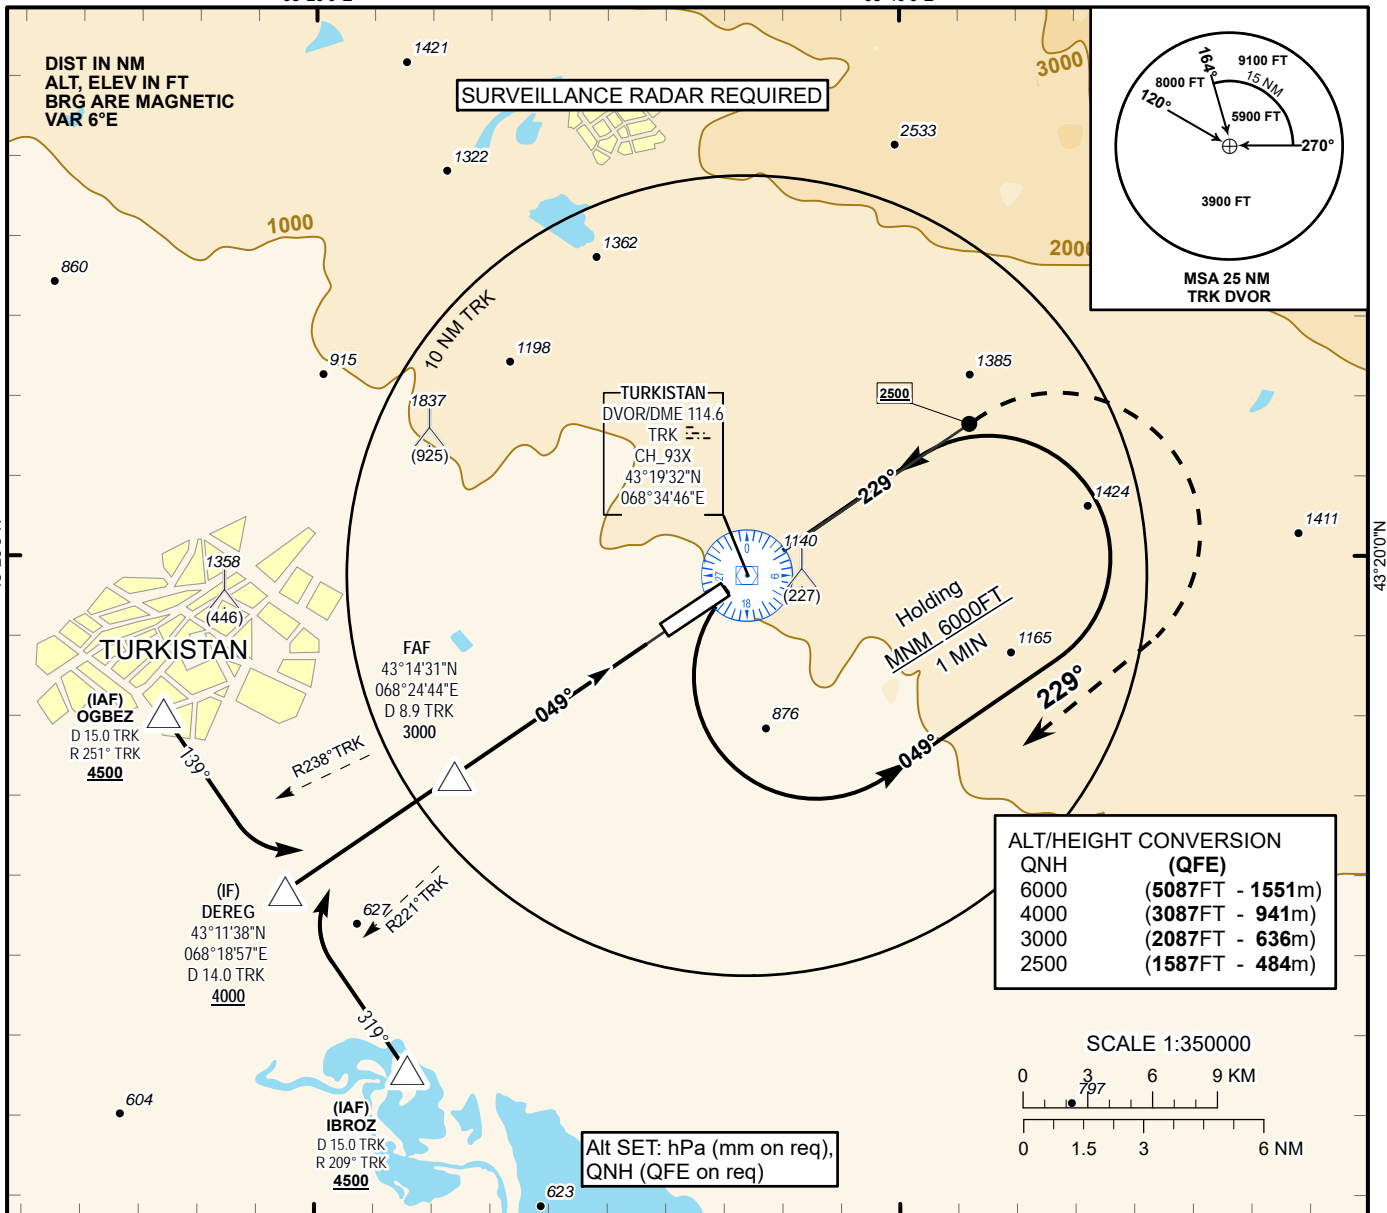 DIST IN NM
ALT, ELEV IN FT
BRG ARE MAGNETIC
VAR 6°E
1421
SURVEILLANCE RADAR REQUIRED
1322
2533
3000
2000
1000
860
1362
915
1198
10 NM TRK
1837
(925)
1385
2500
164°
9100 FT
8000 FT
15 NM
120°
5900 FT
270°
3900 FT
MSA 25 NM
TRK DVOR
TURKISTAN
DVOR/DME 114.6
TRK
CH_93X
43°19'32"N
068°34'46"E
229°
1424
1411
43°20'0"N
0
9
18
27
1140
(227)
1358
(446)
TURKISTAN
Holding
MNM_6000FT
1 MIN
1165
229°
049°
876
FAF
43°14'31"N
068°24'44"E
D 8.9 TRK
3000
049°
(IAF)
OGBEZ
D 15.0 TRK
R 251° TRK
4500
139°
R238°TRK
(IF)
DEREG
43°11'38"N
068°18'57"E
D 14.0 TRK
4000
627
R221°TRK
319°
ALT/HEIGHT CONVERSION
QNH (QFE)
6000 (5087FT - 1551m)
4000 (3087FT - 941m)
3000 (2087FT - 636m)
2500 (1587FT - 484m)
SCALE 1:350000
0 3 6 9 KM
797
0 1.5 3 6 NM
604
(IAF)
IBROZ
D 15.0 TRK
R 209° TRK
4500
Alt SET: hPa (mm on req),
QNH (QFE on req)
623